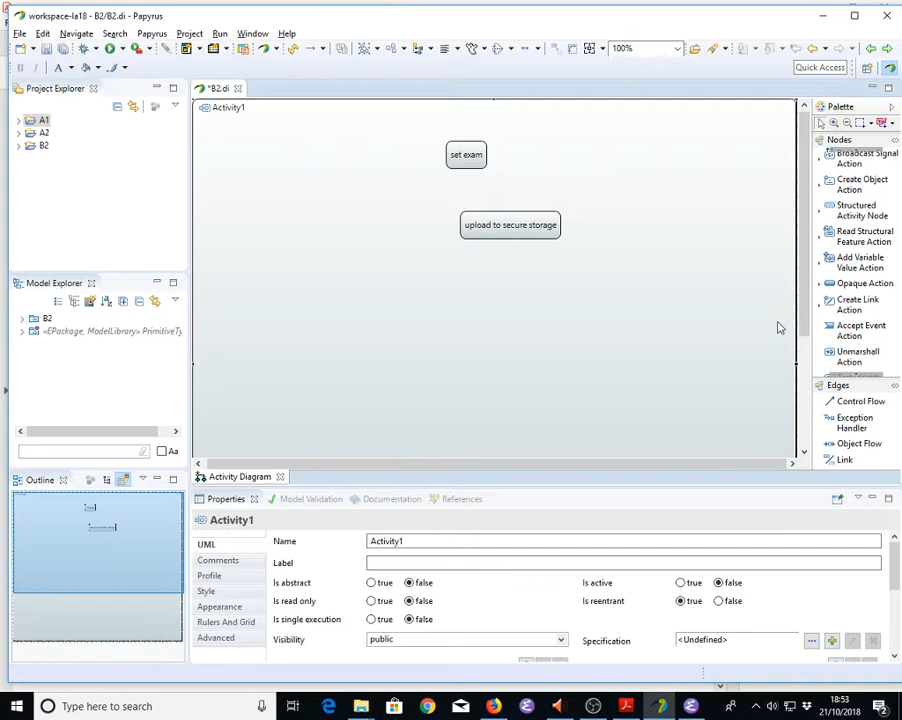 workspace-la18 - B2/B2.di - Papyrus
File Edit Navigate Search Papyrus Project Run Window Help
100%
Quick Access
Project Explorer
*B2.di
A1
A2
B2
Activity1
set exam
upload to secure storage
Palette
Nodes
Broadcast Signal
Action
Create Object
Action
Structured
Activity Node
Read Structural
Feature Action
Add Variable
Value Action
Opaque Action
Create Link
Action
Accept Event
Action
Unmarshall
Action
Edges
Control Flow
Exception
Handler
Object Flow
Link
Model Explorer
B2
«EPackage, ModelLibrary» PrimitiveTy
Aa
Outline
Activity Diagram
Properties Model Validation Documentation References
Activity1
UML
Comments
Profile
Style
Appearance
Rulers And Grid
Advanced
Name Activity1
Label
Is abstract true false Is active true false
Is read only true false Is reentrant true false
Is single execution true false
Visibility public Specification <Undefined>
Type here to search
18:53
21/10/2018
2